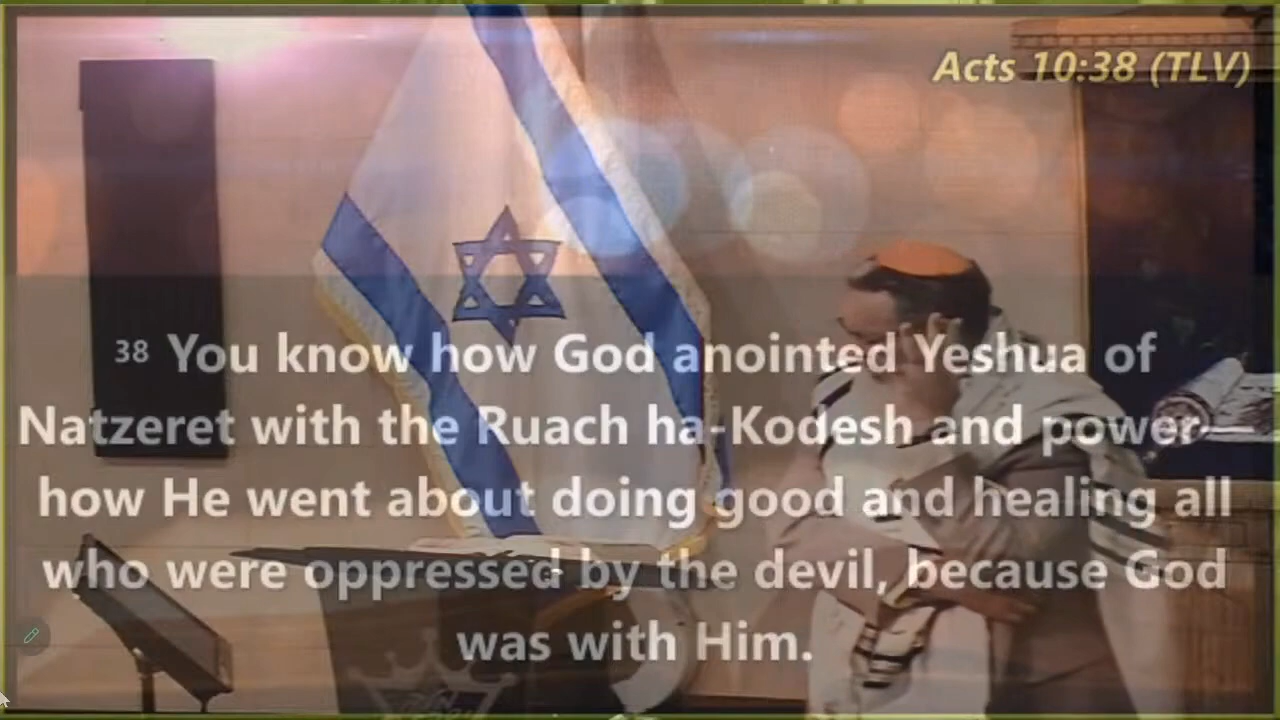 Acts 10:38 (TLV)
38 You know how God anointed Yeshua of
Natzeret with the Ruach ha-Kodesh and power
how He went about doing good and healing all
who were oppressed by the devil, because God
was with Him.